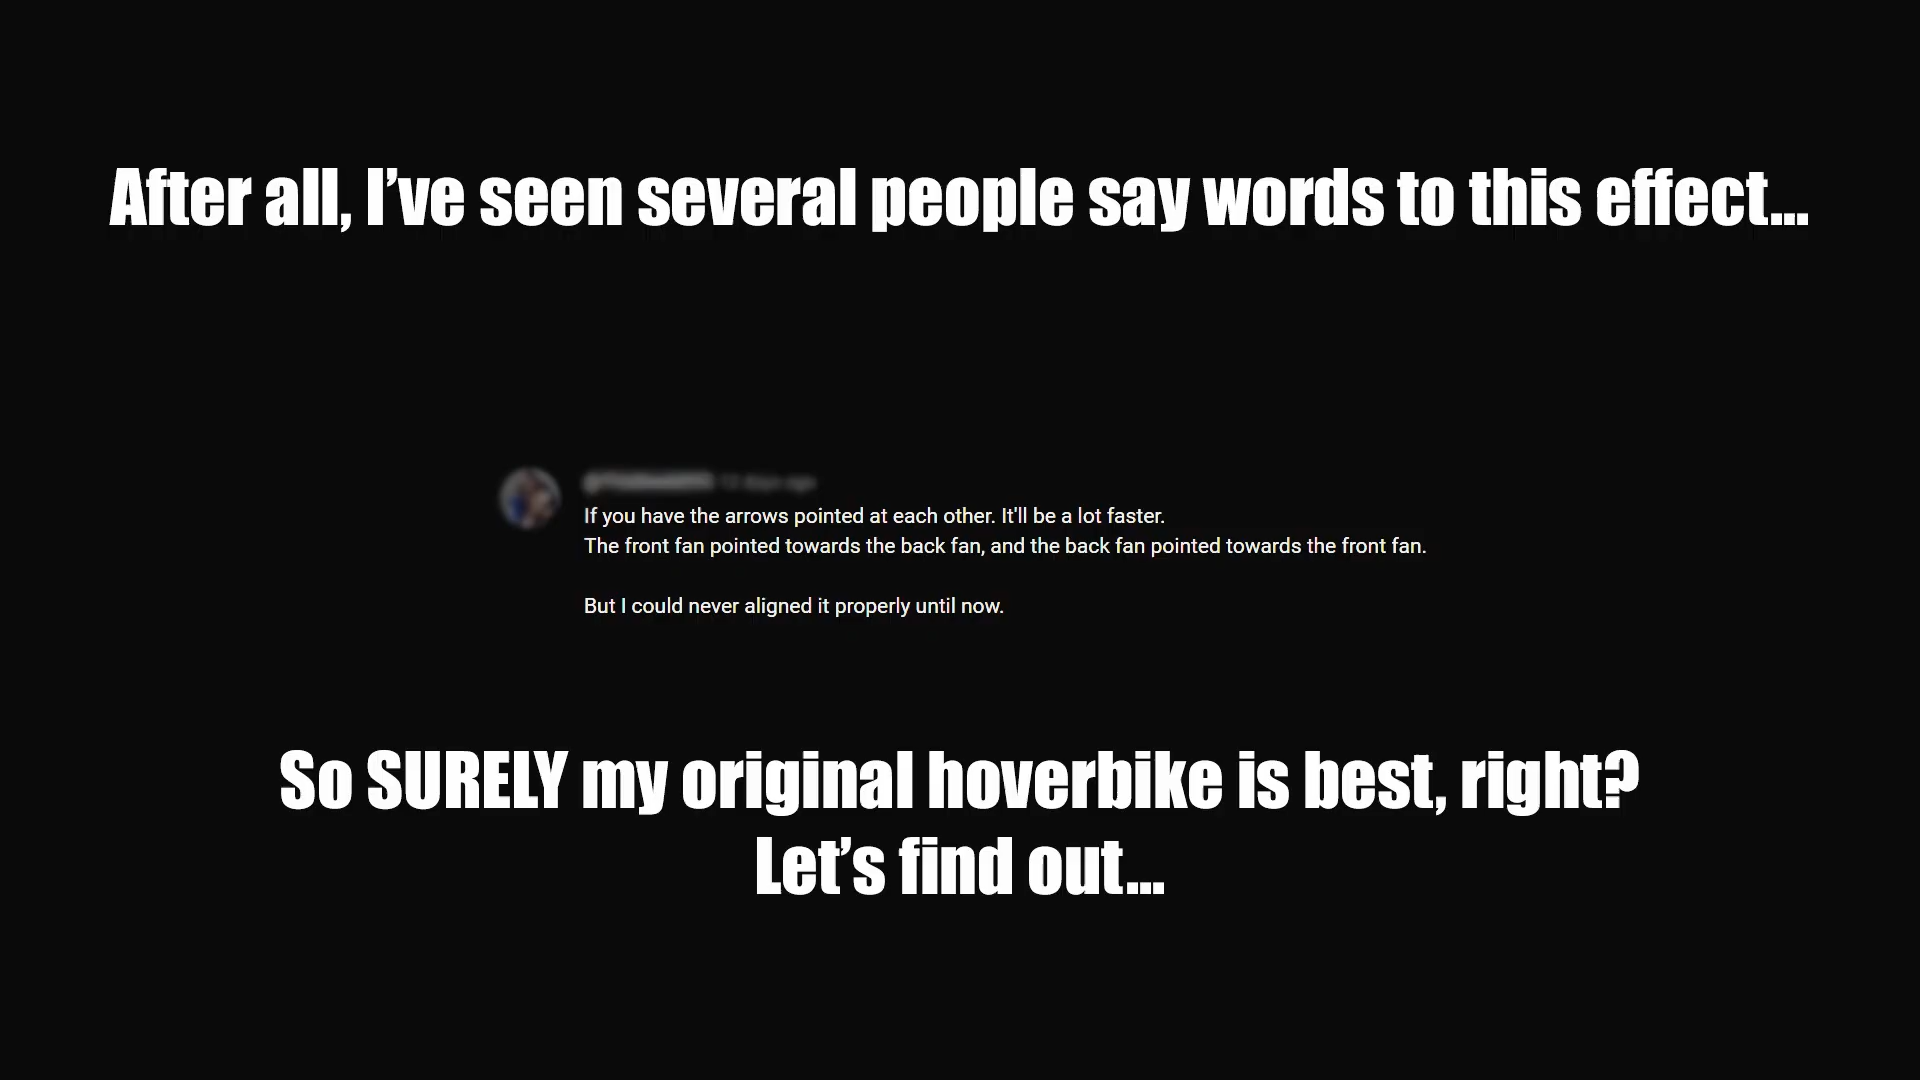 After all, I’ve seen several people say words to this effect...
If you have the arrows pointed at each other. It'll be a lot faster.
The front fan pointed towards the back fan, and the back fan pointed towards the front fan.
But I could never aligned it properly until now.
So SURELY my original hoverbike is best, right?
Let’s find out...